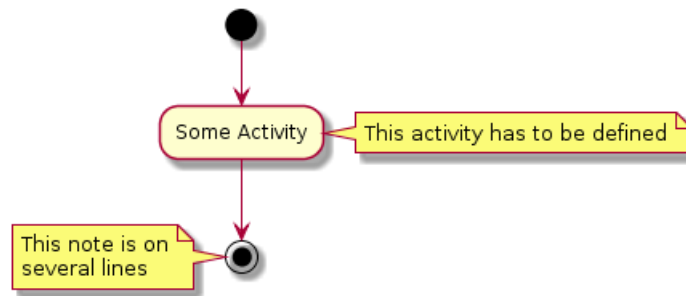 Some Activity
This activity has to be defined
This note is on
several lines